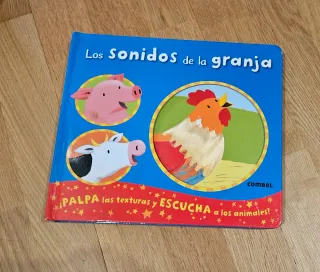 Los sonidos de la granja
COMBEL
¡PALPA las texturas y ESCUCHA a los animales!